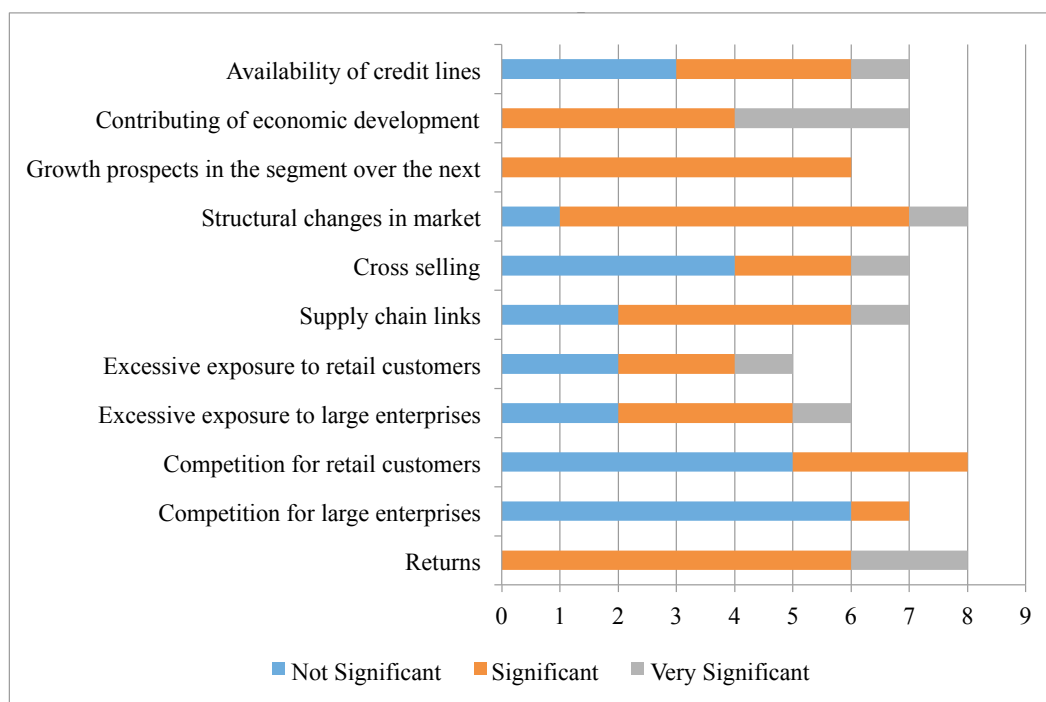 Availability of credit lines
Contributing of economic development
Growth prospects in the segment over the next
Structural changes in market
Cross selling
Supply chain links
Excessive exposure to retail customers
Excessive exposure to large enterprises
Competition for retail customers
Competition for large enterprises
Returns
0 1 2 3 4 5 6 7 8 9
Not Significant Significant Very Significant